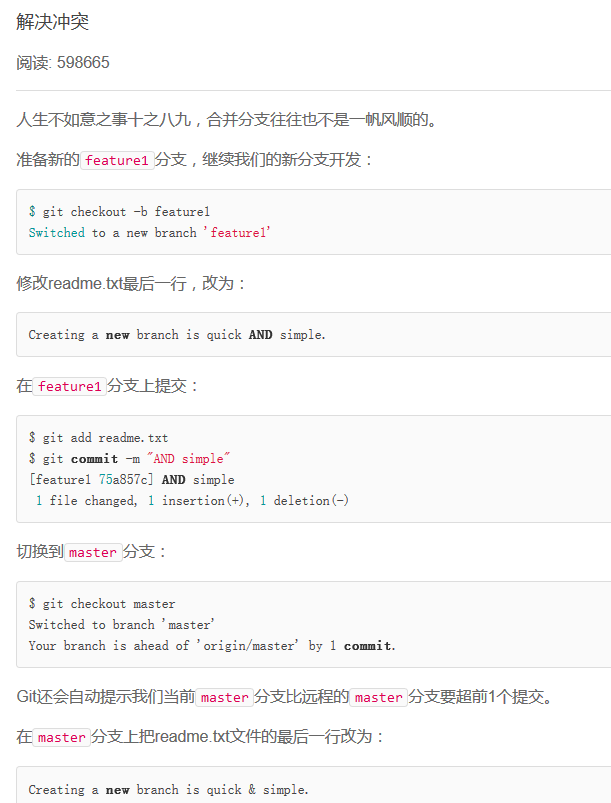 解决冲突
阅读: 598665
人生不如意之事十之八九，合并分支往往也不是一帆风顺的。
准备新的feature1分支，继续我们的新分支开发：
$ git checkout -b feature1
Switched to a new branch 'feature1'
修改readme.txt最后一行，改为：
Creating a new branch is quick AND simple.
在feature1分支上提交：
$ git add readme.txt
$ git commit -m "AND simple"
[feature1 75a857c] AND simple
 1 file changed, 1 insertion(+), 1 deletion(-)
切换到master分支：
$ git checkout master
Switched to branch 'master'
Your branch is ahead of 'origin/master' by 1 commit.
Git还会自动提示我们当前master分支比远程的master分支要超前1个提交。
在master分支上把readme.txt文件的最后一行改为：
Creating a new branch is quick & simple.